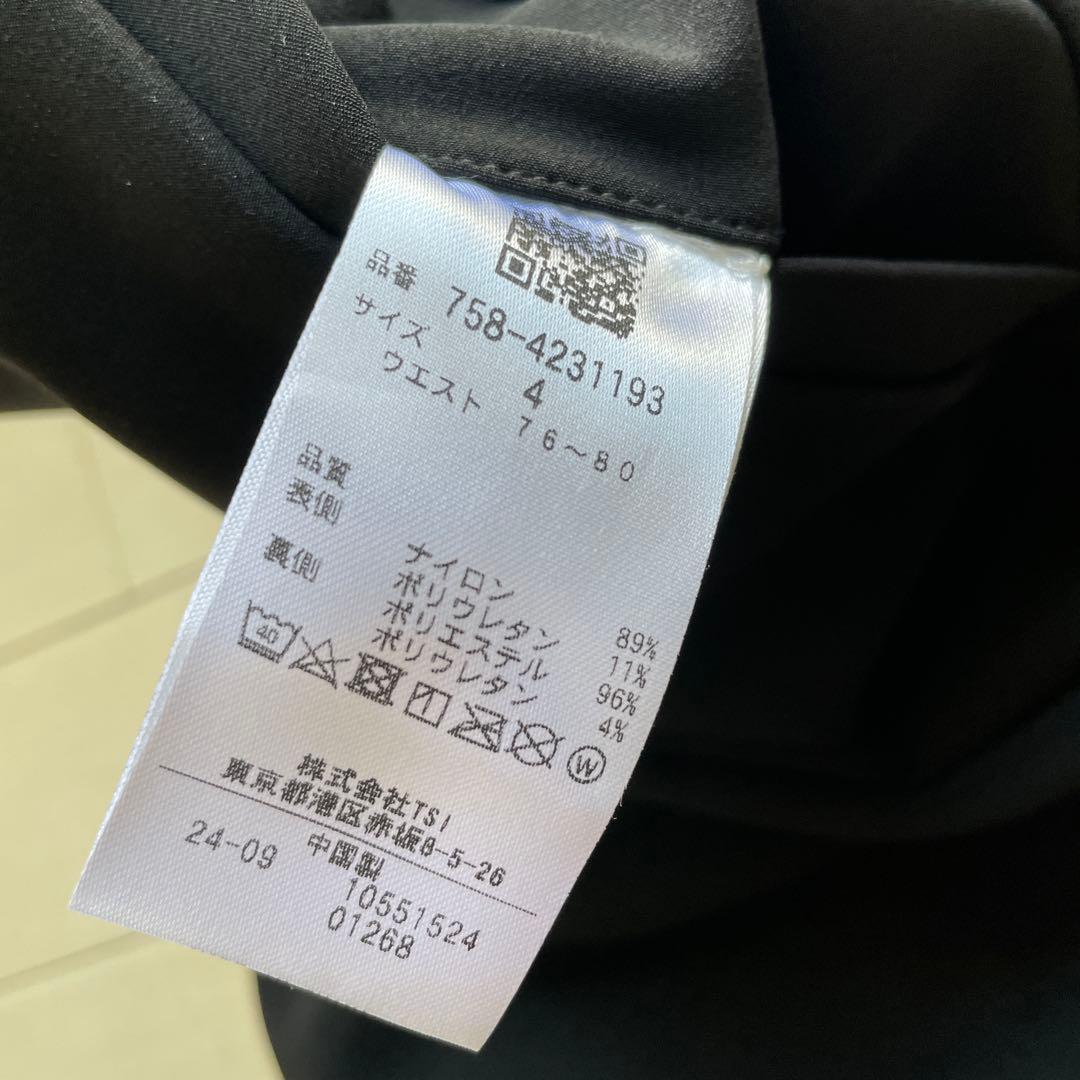 品番 758-4231193
サイズ 4
ウエスト 76~80
品質
表側 ナイロン 89%
ポリウレタン 11%
裏側 ポリエステル 96%
ポリウレタン 4%
40
W
株式会社TSI
東京都港区赤坂8-5-26
24-09 中国製
10551524
01268